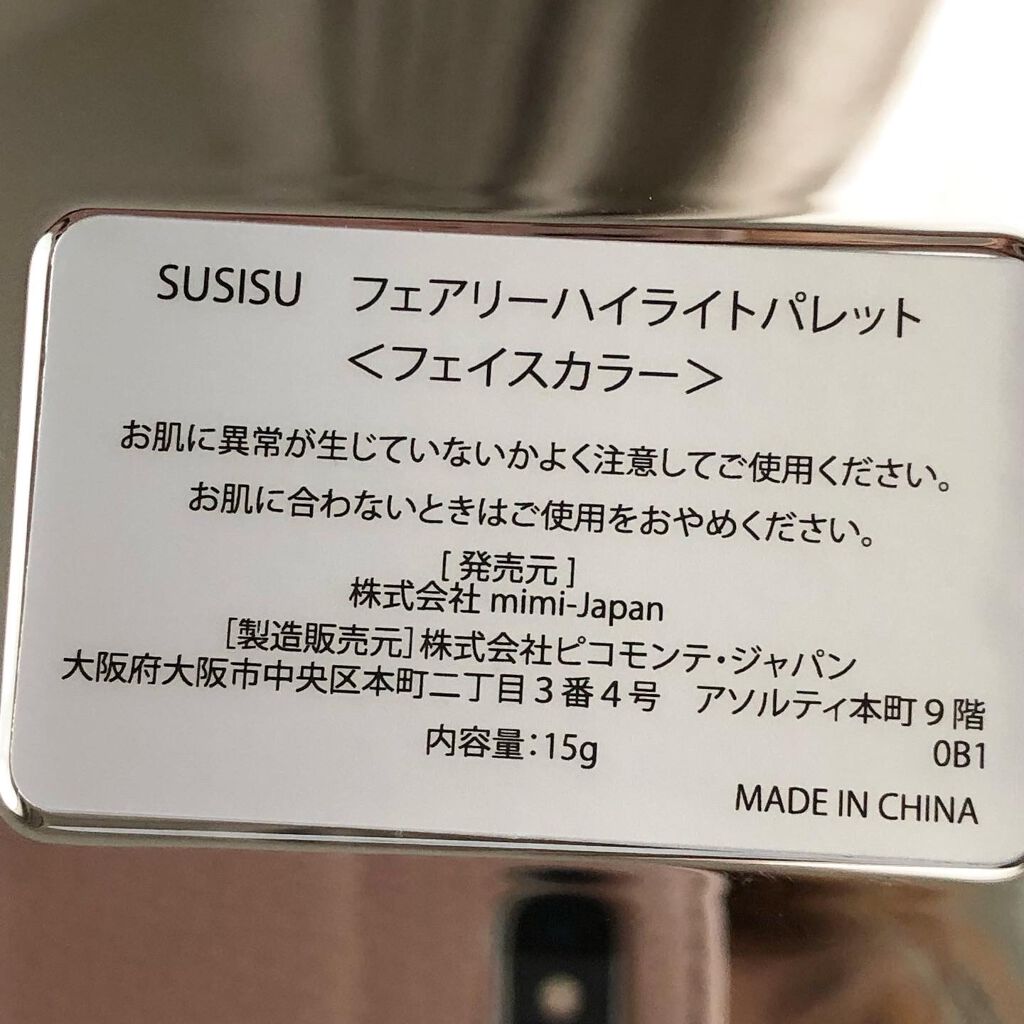 SUSISU　フェアリーハイライトパレット
＜フェイスカラー＞
お肌に異常が生じていないかよく注意してご使用ください。
お肌に合わないときはご使用をおやめください。
[ 発売元 ]
株式会社 mimi-Japan
[製造販売元]株式会社ピコモンテ・ジャパン
大阪府大阪市中央区本町二丁目３番４号　アソルティ本町９階
内容量：15g
0B1
MADE IN CHINA